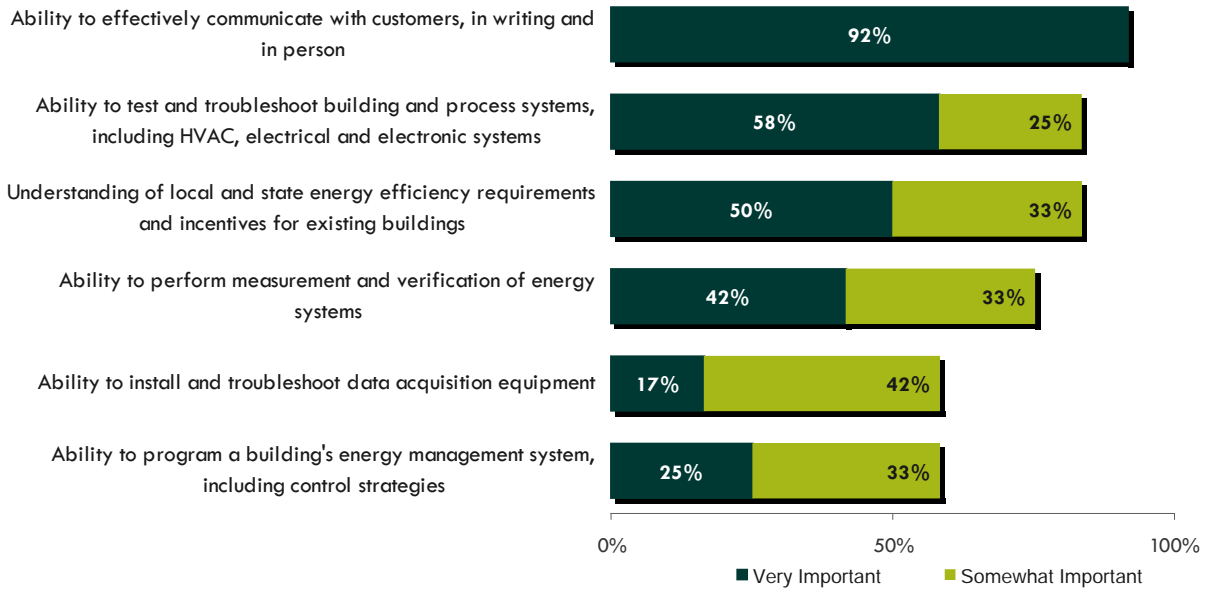 Ability to effectively communicate with customers, in writing and
in person
92%
Ability to test and troubleshoot building and process systems,
including HVAC, electrical and electronic systems
58%
25%
Understanding of local and state energy efficiency requirements
and incentives for existing buildings
50%
33%
Ability to perform measurement and verification of energy
systems
42%
33%
Ability to install and troubleshoot data acquisition equipment
17%
42%
Ability to program a building's energy management system,
including control strategies
25%
33%
0%
50%
100%
Very Important
Somewhat Important